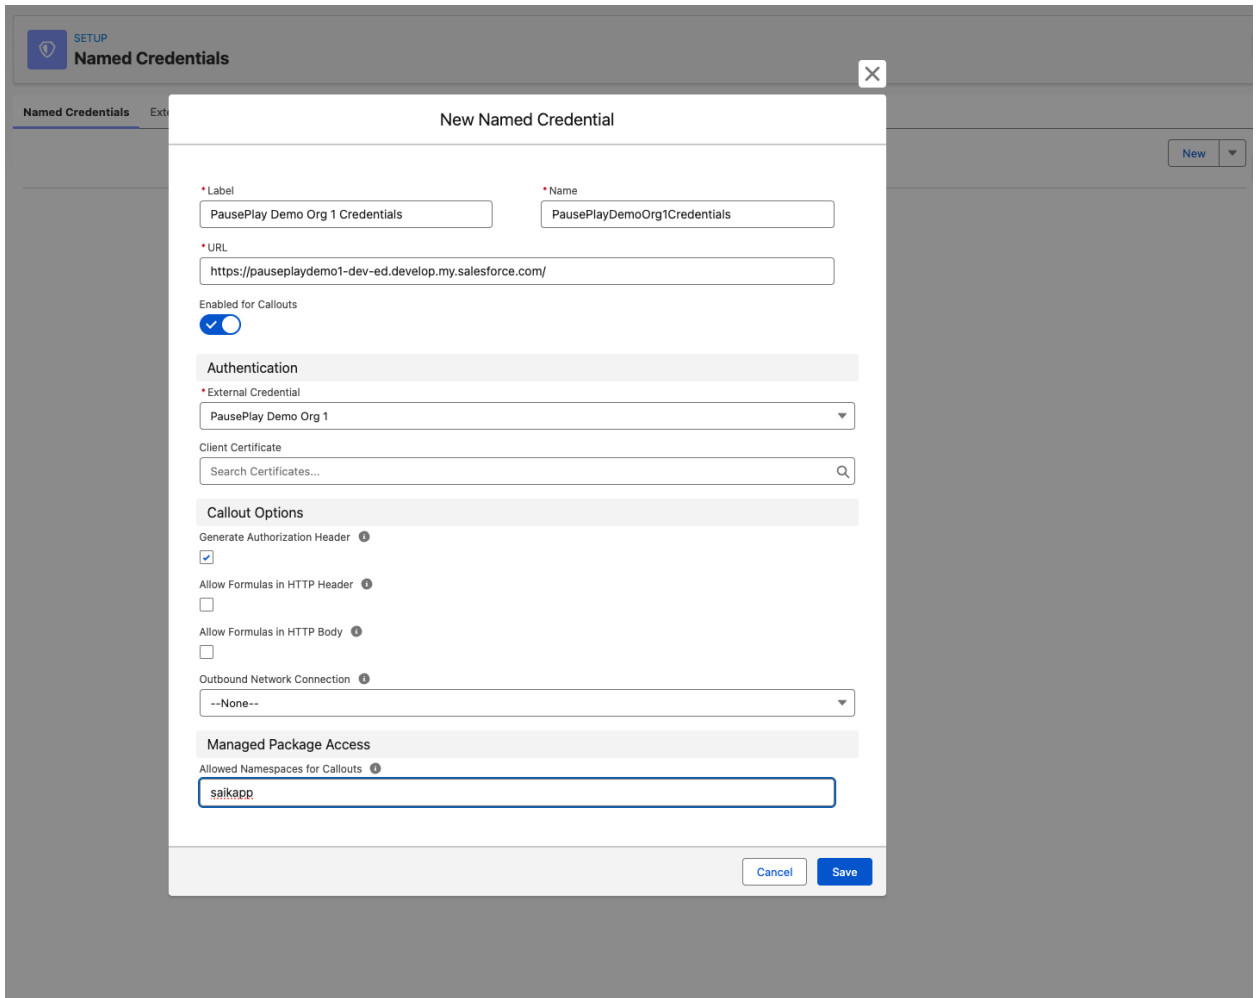 SETUP
Named Credentials
Named Credentials Exte
New
New Named Credential
* Label
* Name
PausePlay Demo Org 1 Credentials
PausePlayDemoOrg1Credentials
* URL
https://pauseplaydemo1-dev-ed.develop.my.salesforce.com/
Enabled for Callouts
Authentication
* External Credential
PausePlay Demo Org 1
Client Certificate
Search Certificates...
Callout Options
Generate Authorization Header
Allow Formulas in HTTP Header
Allow Formulas in HTTP Body
Outbound Network Connection
--None--
Managed Package Access
Allowed Namespaces for Callouts
saikapp
Cancel Save